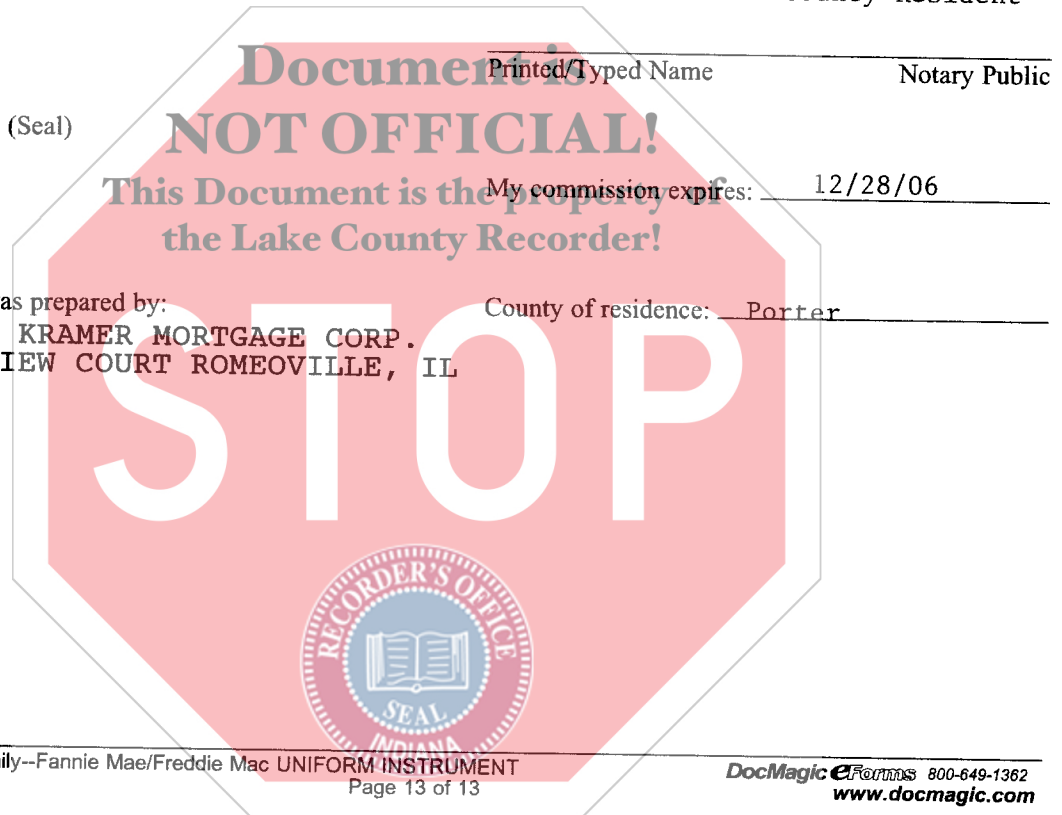 County Resident
Document is
Printed/Typed Name Notary Public
(Seal)
NOT OFFICIAL!
This Document is the property of
My commission expires: 12/28/06
the Lake County Recorder!
as prepared by:
County of residence: Porter
KRAMER MORTGAGE CORP.
IEW COURT ROMEOVILLE, IL
STOP
RECORDER'S OFFICE
SEAL
INDIANA
ily--Fannie Mae/Freddie Mac UNIFORM INSTRUMENT
Page 13 of 13
DocMagic eForms 800-649-1362
www.docmagic.com